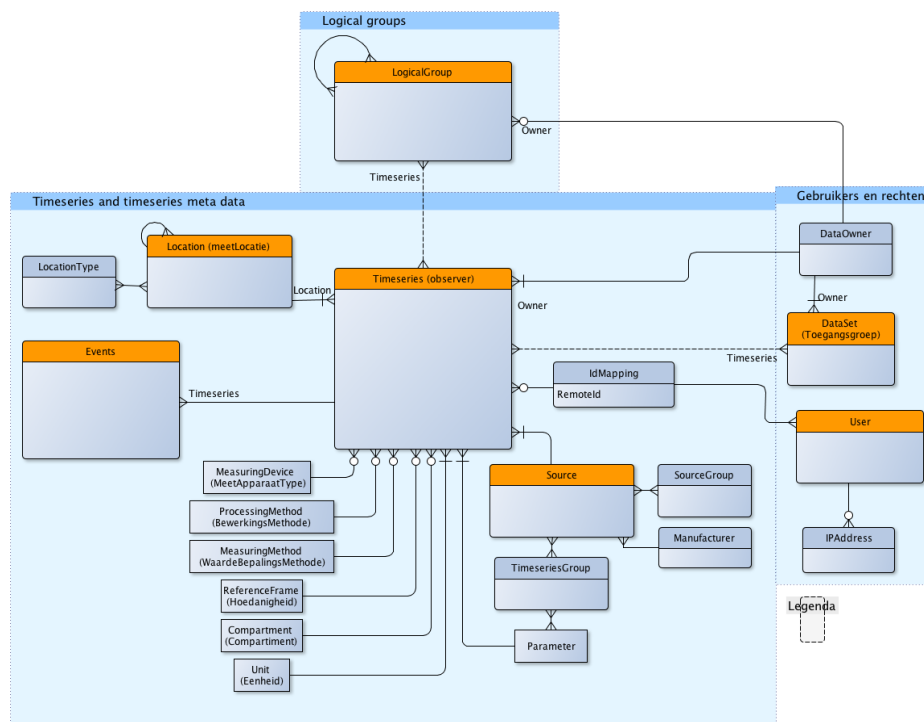 Logical groups
LogicalGroup
Owner
Timeseries
Timeseries and timeseries meta data
Gebruikers en rechten
Location (meetLocatie)
DataOwner
LocationType
Location
Timeseries (observer)
Owner
Owner
DataSet
(Toegangsgroep)
Events
Timeseries
IdMapping
RemoteId
Timeseries
User
MeasuringDevice
(MeetApparaatType)
Source
SourceGroup
ProcessingMethod
(BewerkingsMethode)
Manufacturer
IPAddress
MeasuringMethod
(WaardeBepalingsMethode)
TimeseriesGroup
ReferenceFrame
(Hoedanigheid)
Legenda
Compartment
(Compartiment)
Parameter
Unit
(Eenheid)